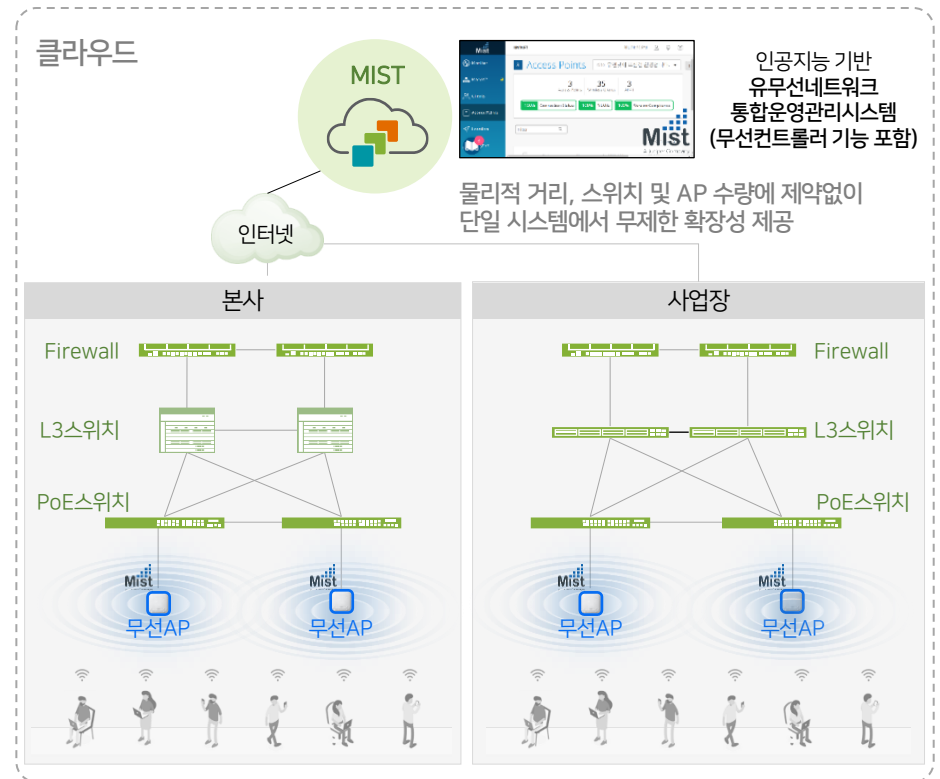 클라우드
MIST
Mist
Access Points
3
35
3
Mist
인공지능 기반
유무선네트워크
통합운영관리시스템
(무선컨트롤러 기능 포함)
물리적 거리, 스위치 및 AP 수량에 제약없이
단일 시스템에서 무제한 확장성 제공
인터넷
본사
Firewall
L3스위치
PoE스위치
Mist
Mist
무선AP
무선AP
사업장
Firewall
L3스위치
PoE스위치
Mist
Mist
무선AP
무선AP